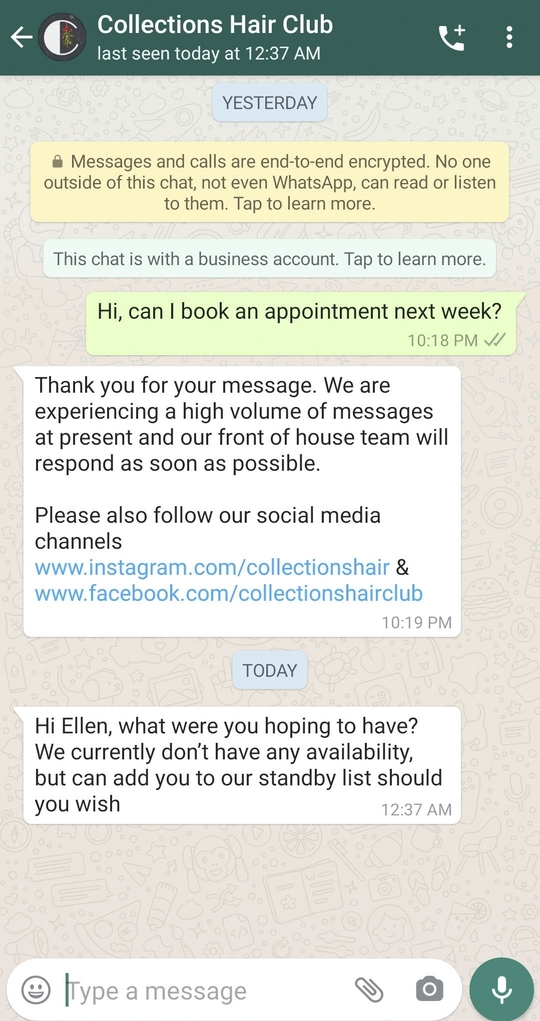 Collections Hair Club
last seen today at 12:37 AM
YESTERDAY
Messages and calls are end-to-end encrypted. No one
outside of this chat, not even WhatsApp, can read or listen
to them. Tap to learn more.
This chat is with a business account. Tap to learn more.
Hi, can I book an appointment next week?
10:18 PM
Thank you for your message. We are
experiencing a high volume of messages
at present and our front of house team will
respond as soon as possible.
Please also follow our social media
channels
www.instagram.com/collectionshair &
www.facebook.com/collectionshairclub
10:19 PM
TODAY
Hi Ellen, what were you hoping to have?
We currently don’t have any availability,
but can add you to our standby list should
you wish
12:37 AM
Type a message